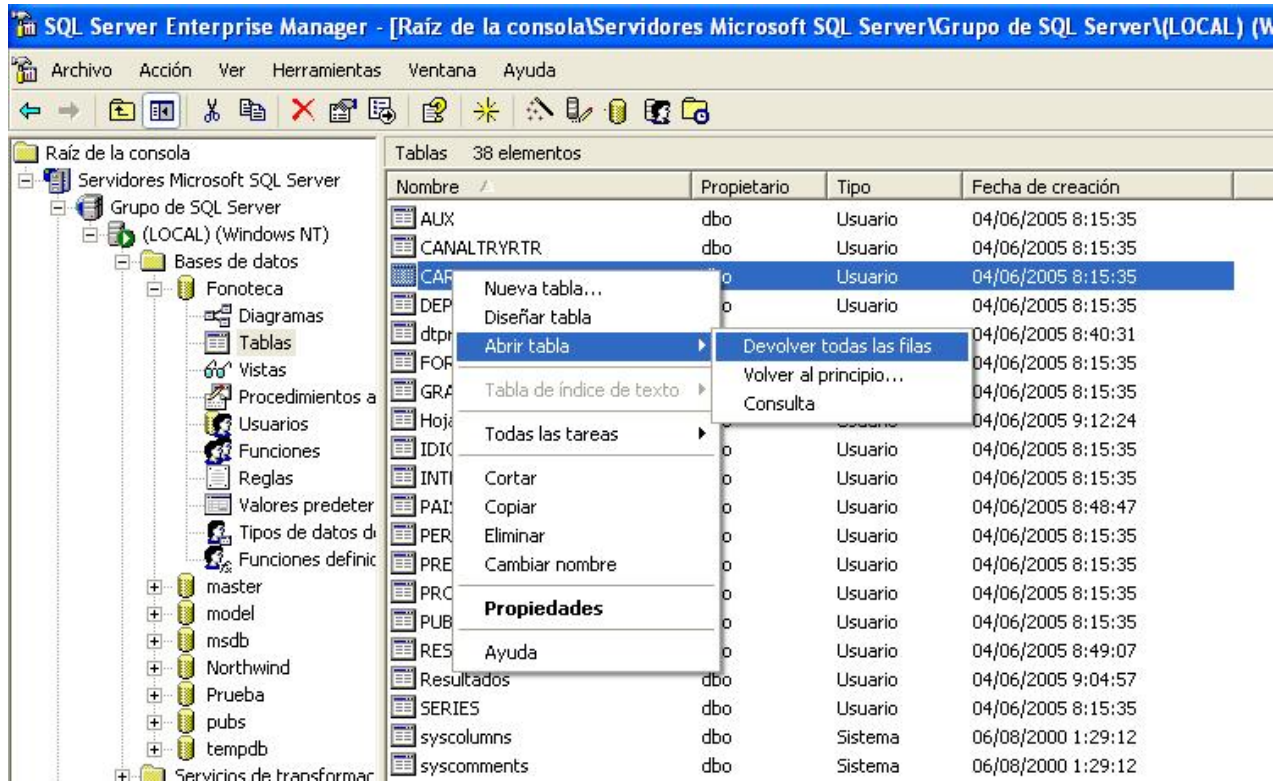 SQL Server Enterprise Manager - [Raíz de la consola\Servidores Microsoft SQL Server\Grupo de SQL Server\(LOCAL) (W
Archivo Acción Ver Herramientas Ventana Ayuda
Raíz de la consola
Servidores Microsoft SQL Server
Grupo de SQL Server
(LOCAL) (Windows NT)
Bases de datos
Fonoteca
Diagramas
Tablas
Vistas
Procedimientos a
Usuarios
Funciones
Reglas
Valores predeter
Tipos de datos d
Funciones definic
master
model
msdb
Northwind
Prueba
pubs
tempdb
Servicios de transformac
Tablas 38 elementos
Nombre Propietario Tipo Fecha de creación
AUX dbo Usuario 04/06/2005 8:15:35
CANALTRYRTR dbo Usuario 04/06/2005 8:15:35
CAR o Usuario 04/06/2005 8:15:35
DEP o Usuario 04/06/2005 8:15:35
dtpr 04/06/2005 8:40:31
FOR 04/06/2005 8:15:35
GRA 04/06/2005 8:15:35
Hoja 04/06/2005 9:12:24
IDIO o Usuario 04/06/2005 8:15:35
INT o Usuario 04/06/2005 8:15:35
PAI o Usuario 04/06/2005 8:48:47
PER o Usuario 04/06/2005 8:15:35
PRE o Usuario 04/06/2005 8:15:35
PRO o Usuario 04/06/2005 8:15:35
PUB o Usuario 04/06/2005 8:15:35
RES o Usuario 04/06/2005 8:49:07
Resultados dbo Usuario 04/06/2005 9:04:57
SERIES dbo Usuario 04/06/2005 8:15:35
syscolumns dbo Sistema 06/08/2000 1:29:12
syscomments dbo Sistema 06/08/2000 1:29:12
Nueva tabla...
Diseñar tabla
Abrir tabla
Tabla de índice de texto
Todas las tareas
Cortar
Copiar
Eliminar
Cambiar nombre
Propiedades
Ayuda
Devolver todas las filas
Volver al principio...
Consulta